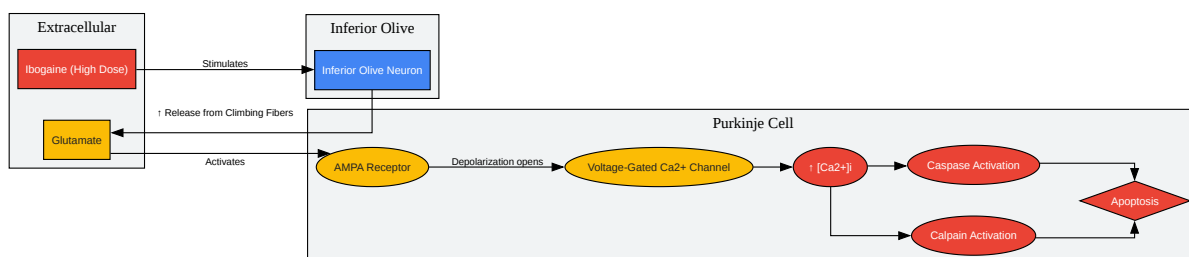 Extracellular
Inferior Olive
Ibogaine (High Dose)
Stimulates
Inferior Olive Neuron
↑ Release from Climbing Fibers
Purkinje Cell
Glutamate
Activates
AMPA Receptor
Depolarization opens
Voltage-Gated Ca2+ Channel
↑ [Ca2+]i
Caspase Activation
Apoptosis
Calpain Activation